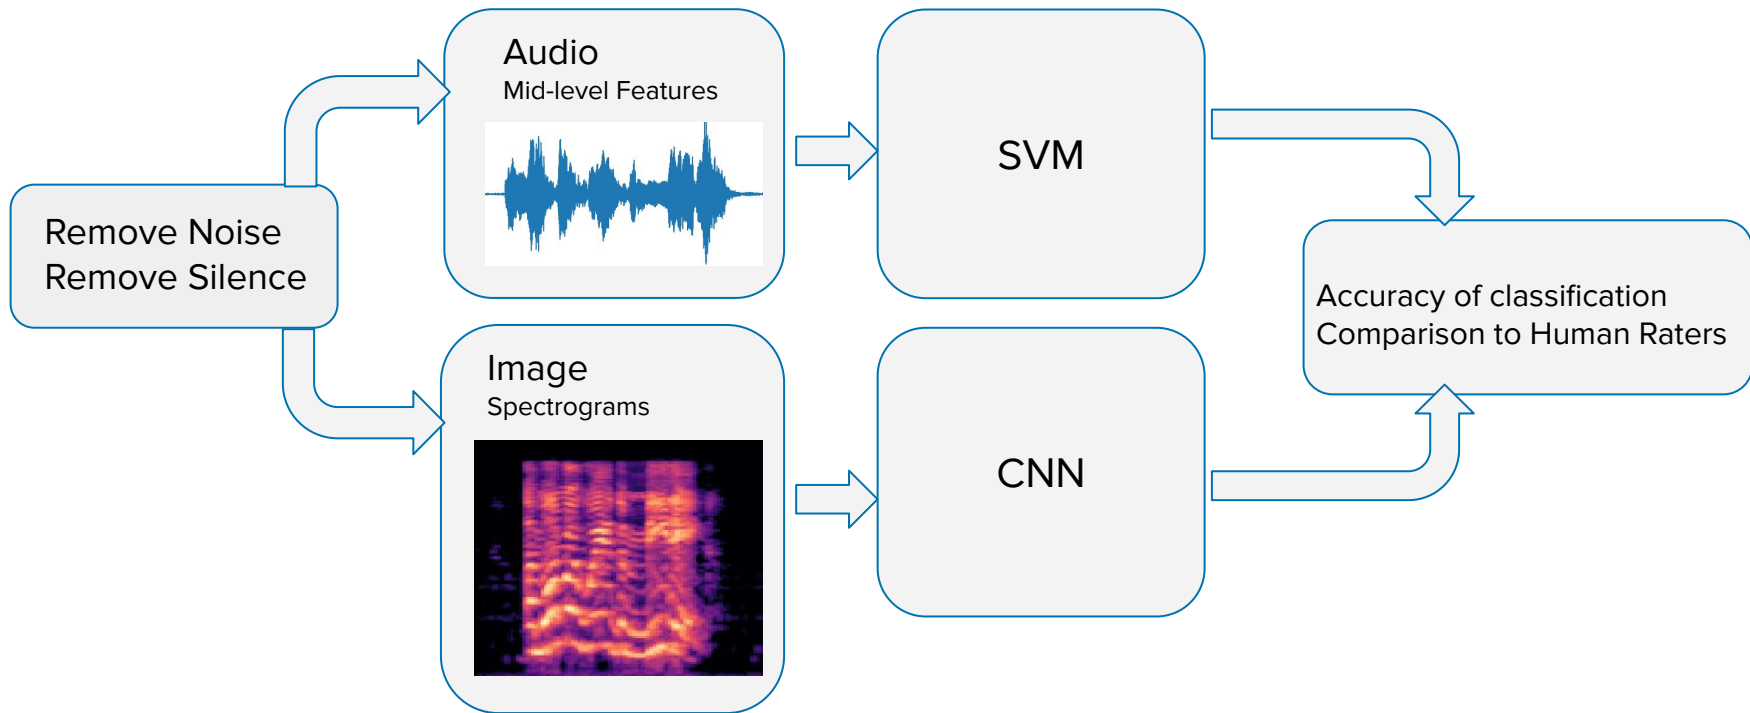 Remove Noise
Remove Silence
Audio
Mid-level Features
SVM
Image
Spectrograms
CNN
Accuracy of classification
Comparison to Human Raters